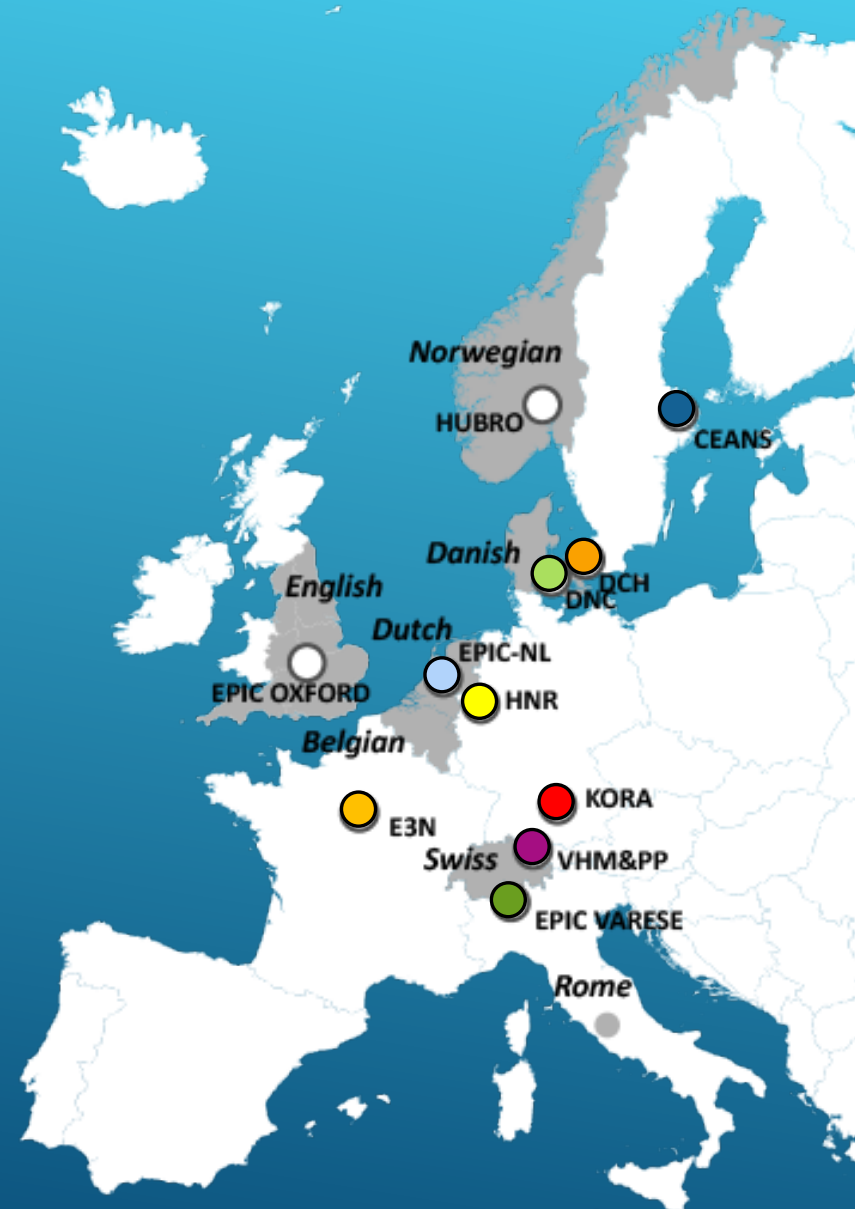 Norwegian
HUBRO
CEANS
Danish
DCH
DNC
English
Dutch
EPIC-NL
EPIC OXFORD
HNR
Belgian
KORA
E3N
Swiss
VHM&PP
EPIC VARESE
Rome